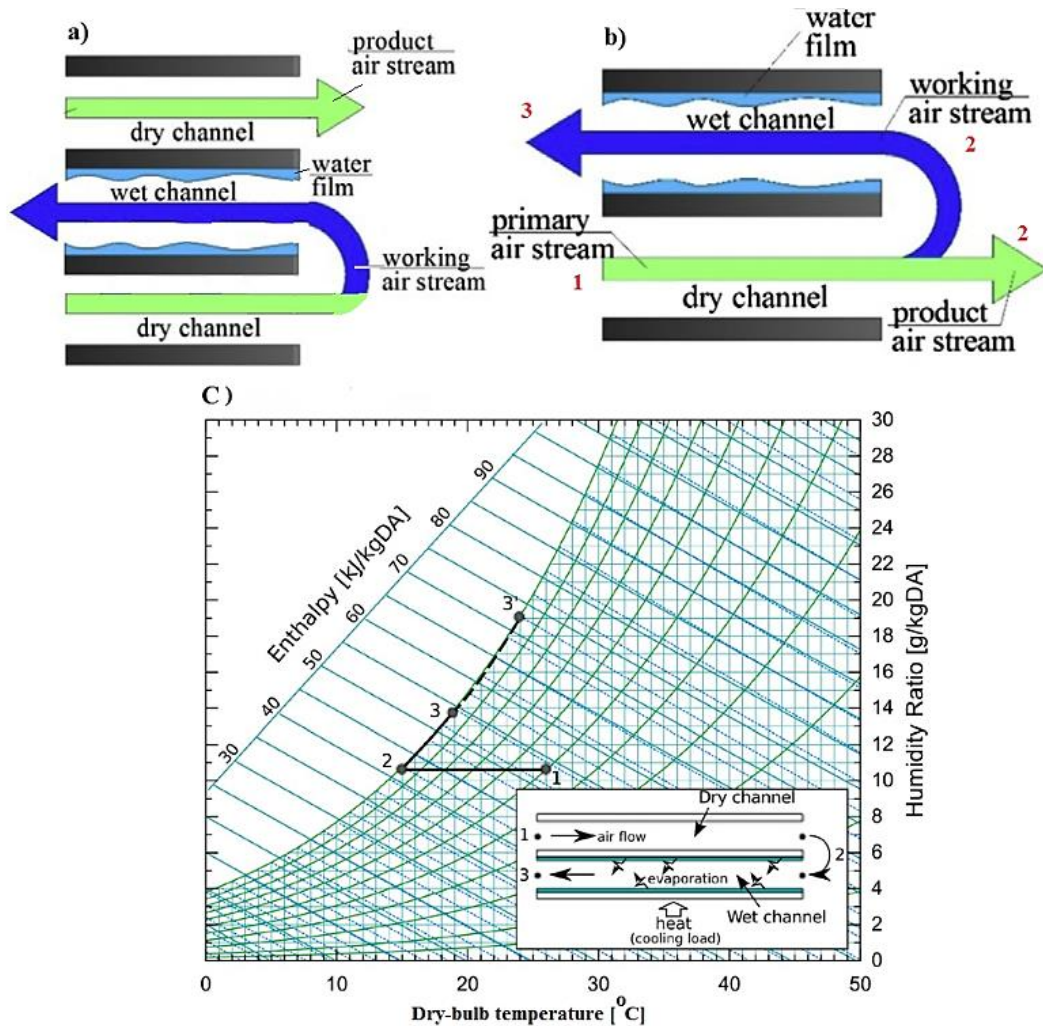 a)
product
air stream
dry channel
water
film
wet channel
working
air stream
dry channel
b)
water
film
working
air stream
3
wet channel
2
primary
air stream
2
1
dry channel
product
air stream
C )
30
28
26
24
22
20
18
16
14
12
10
8
6
4
2
0
Humidity Ratio [g/kgDA]
Enthalpy [kJ/kgDA]
90
80
70
60
50
40
30
3'
3
2
1
Dry channel
1
air flow
2
3
evaporation
Wet channel
heat
(cooling load)
0
10
20
30
40
50
Dry-bulb temperature [°C]